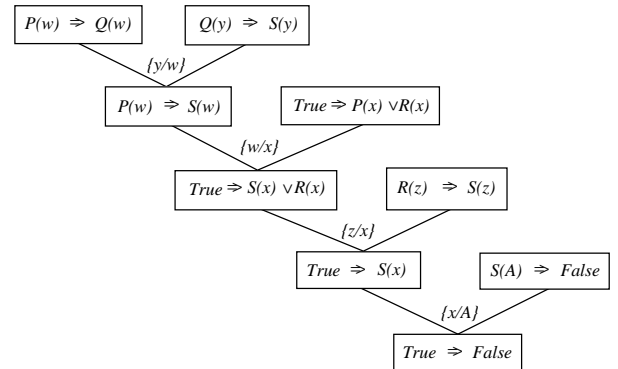 P(w) ⇒ Q(w) Q(y) ⇒ S(y)
{y/w}
P(w) ⇒ S(w) True ⇒ P(x) ∨R(x)
{w/x}
True ⇒ S(x) ∨R(x) R(z) ⇒ S(z)
{z/x}
True ⇒ S(x) S(A) ⇒ False
{x/A}
True ⇒ False